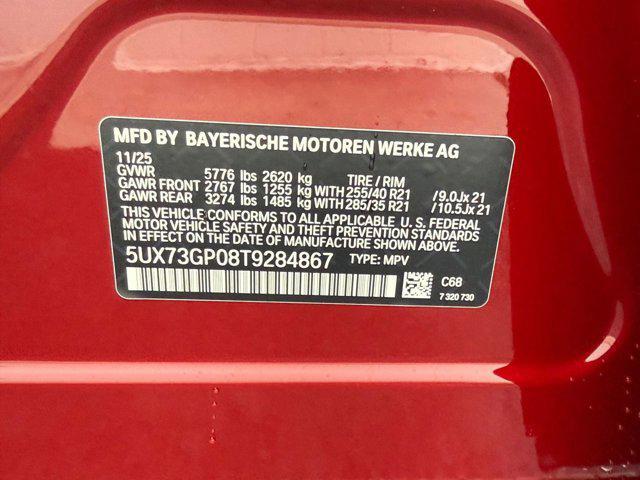 MFD BY BAYERISCHE MOTOREN WERKE AG
11/25
GVWR 5776 lbs 2620 kg TIRE / RIM
GAWR FRONT 2767 lbs 1255 kg WITH 255/40 R21 /9.0Jx21
GAWR REAR 3274 lbs 1485 kg WITH 285/35 R21 /10.5Jx21
THIS VEHICLE CONFORMS TO ALL APPLICABLE U. S. FEDERAL
MOTOR VEHICLE SAFETY AND THEFT PREVENTION STANDARDS
IN EFFECT ON THE DATE OF MANUFACTURE SHOWN ABOVE.
5UX73GP08T9284867 TYPE: MPV
C68
7 320 730